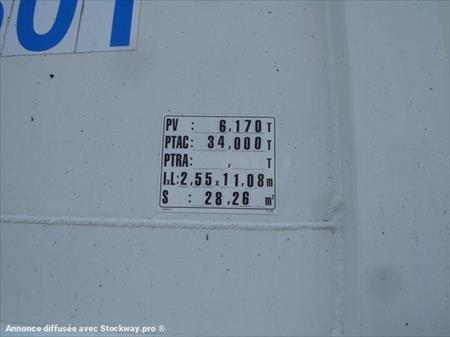 601
PV : 6,170 T
PTAC: 34,000 T
PTRA: , T
l,L: 2,55 x 11,08 m
S : 28,26 m²
Annonce diffusée avec Stockway.pro ®